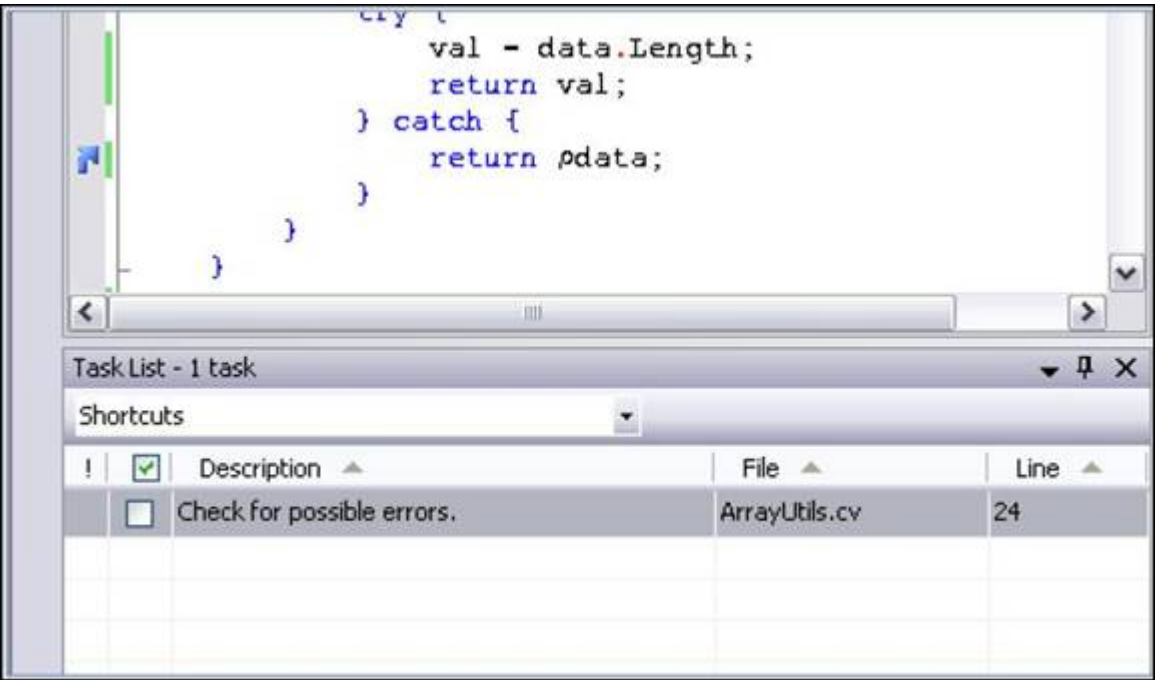 try {
val = data.Length;
return val;
} catch {
return ⍴data;
}
}
}
Task List - 1 task
Shortcuts
! Description File Line
Check for possible errors. ArrayUtils.cv 24